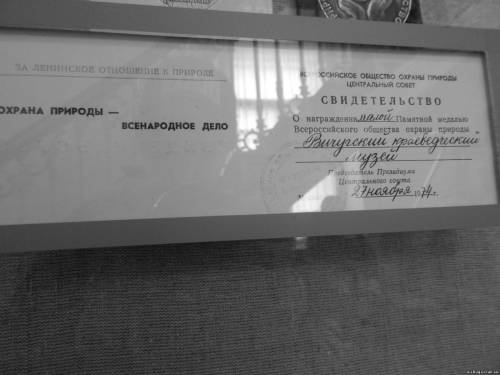 ЗА ЛЕНИНСКОЕ ОТНОШЕНИЕ К ПРИРОДЕ
ОХРАНА ПРИРОДЫ —
ВСЕНАРОДНОЕ ДЕЛО
ВСЕРОССИЙСКОЕ ОБЩЕСТВО ОХРАНЫ ПРИРОДЫ
ЦЕНТРАЛЬНЫЙ СОВЕТ
СВИДЕТЕЛЬСТВО
О награждении малой Памятной медалью
Всероссийского общества охраны природы
Вичугский краеведческий
музей
Председатель Президиума
Центрального совета
27 ноября 1974 г.